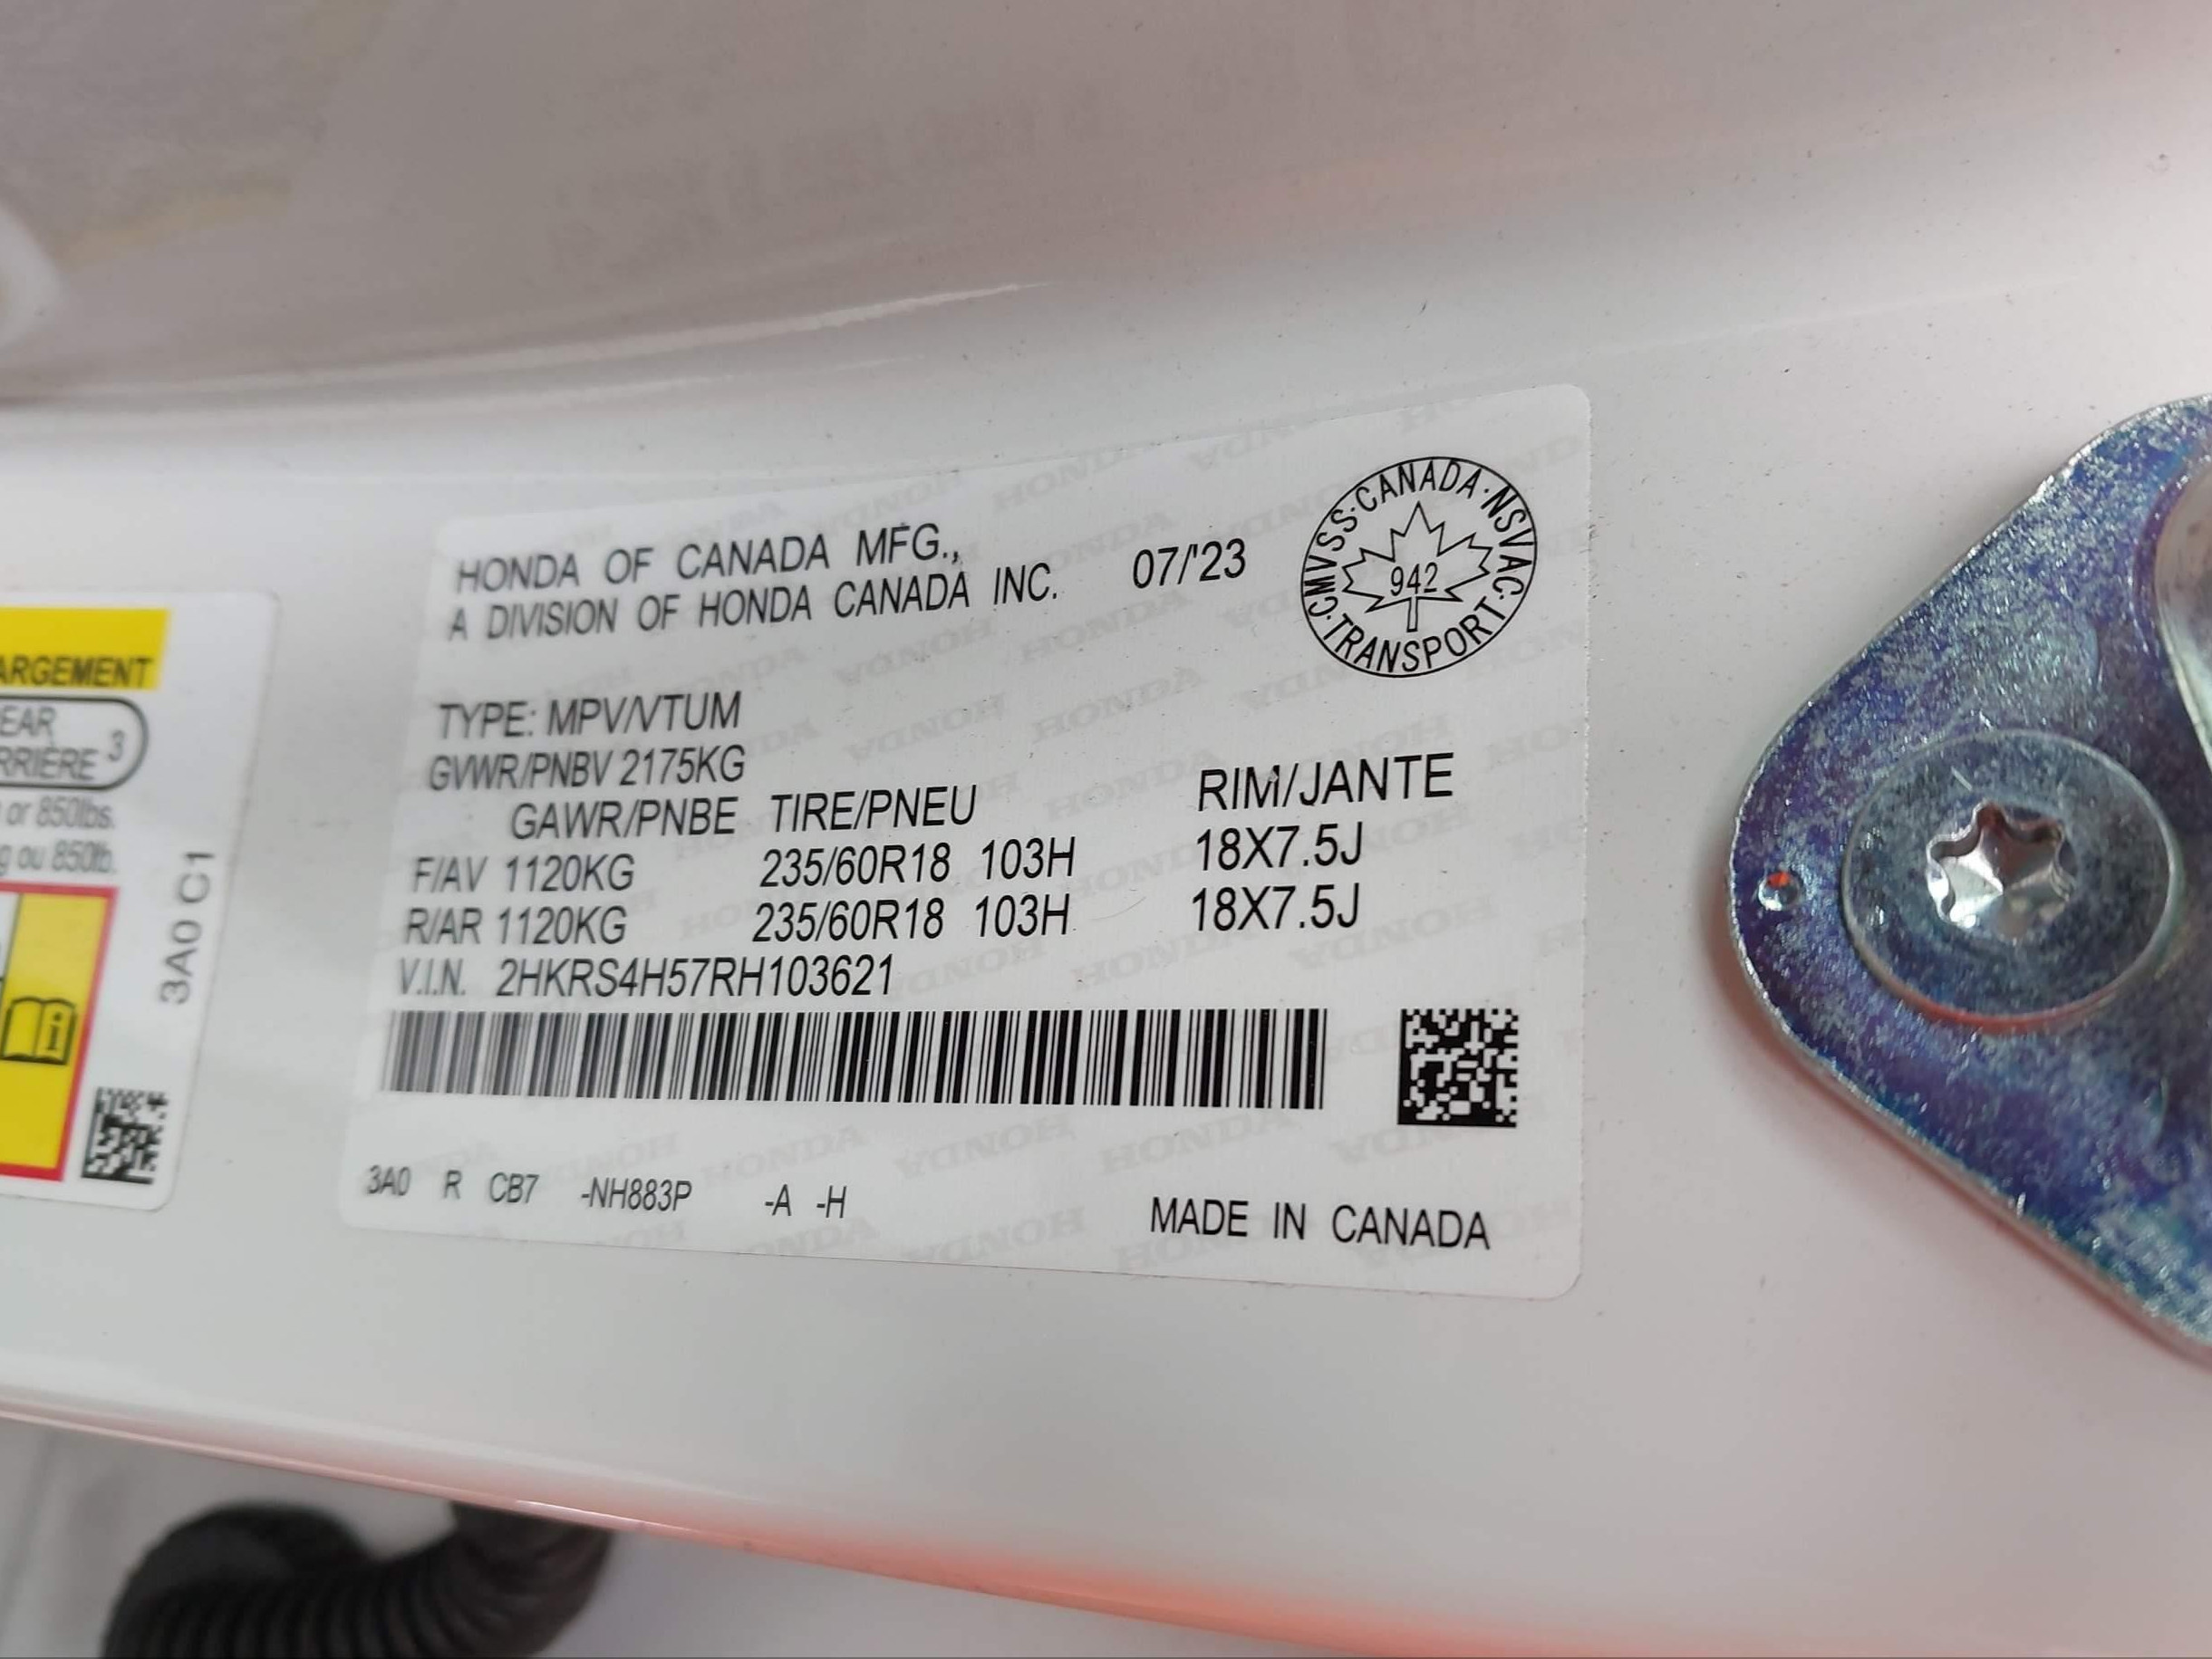 ARGEMENT
EAR
RRIÈRE 3
or 850lbs.
ou 850lb.
3A0 C1
HONDA OF CANADA MFG.,
A DIVISION OF HONDA CANADA INC.
07/'23
CMVSS·CANADA·NSVAC·TRANSPORT·
942
TYPE: MPV/VTUM
GVWR/PNBV 2175KG
GAWR/PNBE TIRE/PNEU RIM/JANTE
F/AV 1120KG 235/60R18 103H 18X7.5J
R/AR 1120KG 235/60R18 103H 18X7.5J
V.I.N. 2HKRS4H57RH103621
3A0 R CB7 -NH883P -A -H
MADE IN CANADA